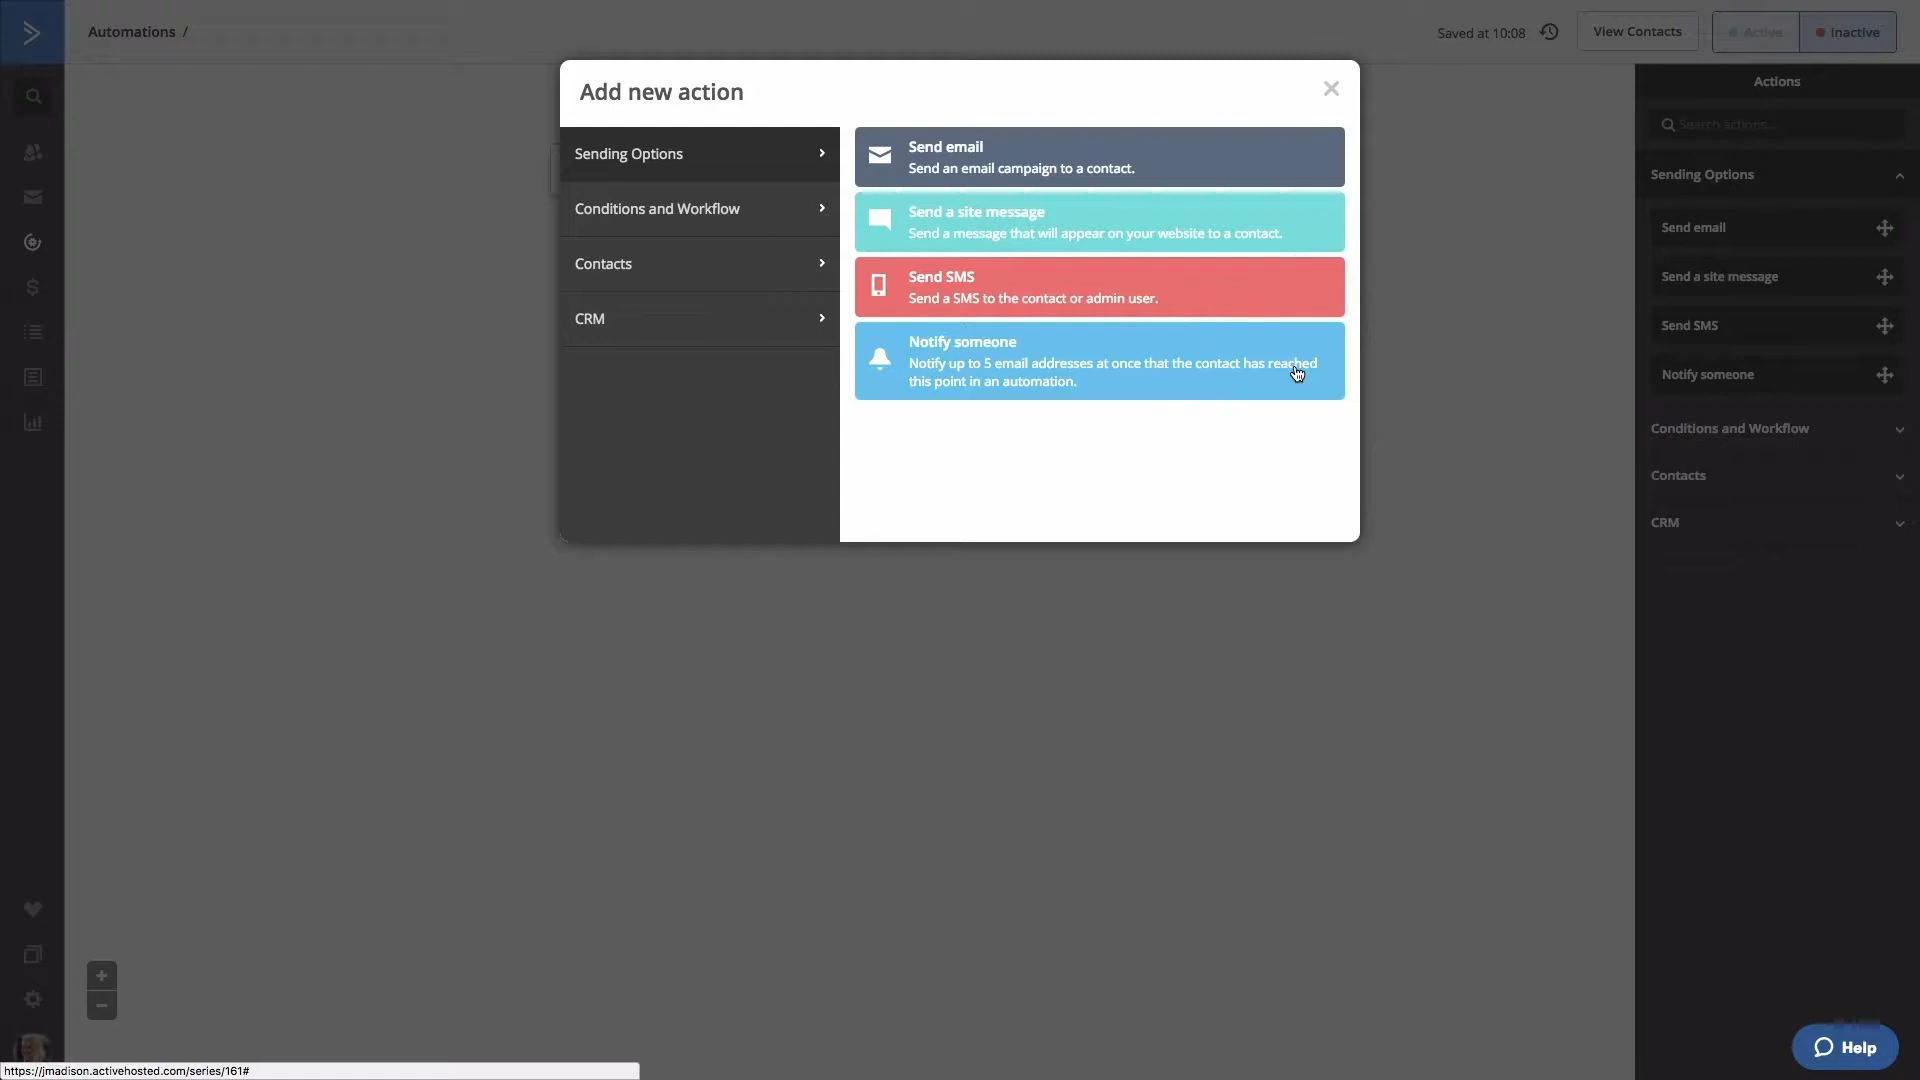 Automations /
Saved at 10:08
View Contacts
Active
Inactive
Add new action
Sending Options
Conditions and Workflow
Contacts
CRM
Send email
Send an email campaign to a contact.
Send a site message
Send a message that will appear on your website to a contact.
Send SMS
Send a SMS to the contact or admin user.
Notify someone
Notify up to 5 email addresses at once that the contact has reached
this point in an automation.
Actions
Search actions...
Sending Options
Send email
Send a site message
Send SMS
Notify someone
Conditions and Workflow
Contacts
CRM
Help
https://jmadison.activehosted.com/series/161#